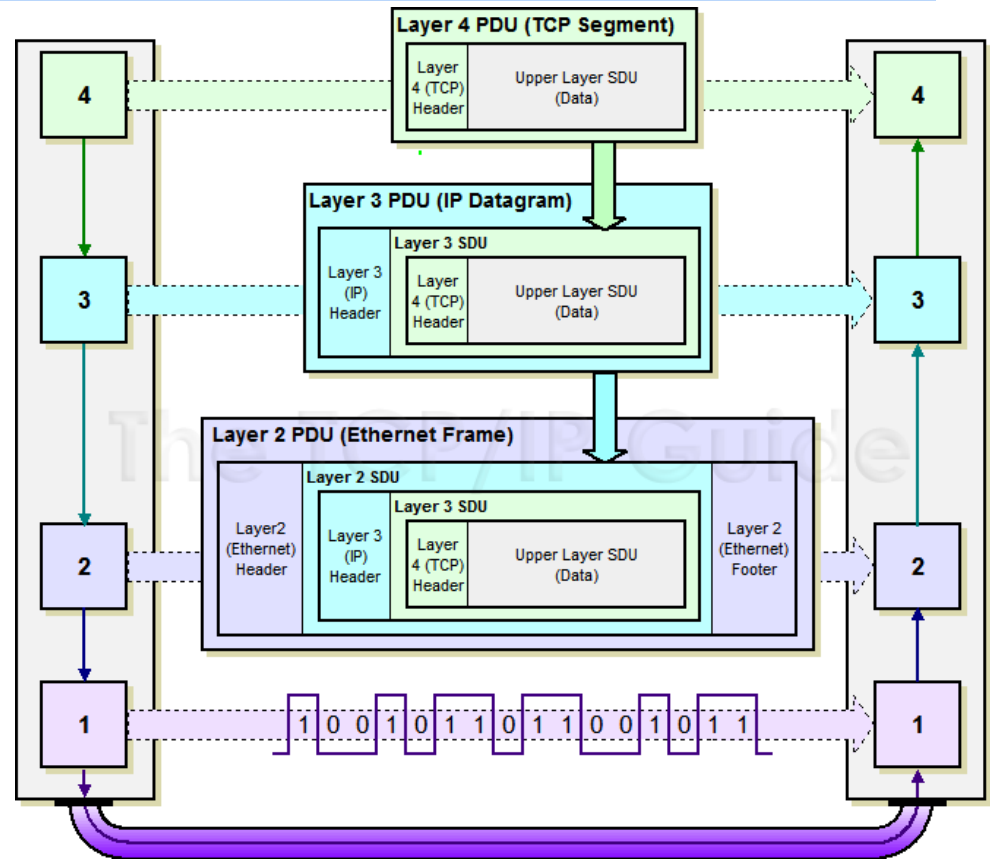 Layer 4 PDU (TCP Segment)
Layer
4 (TCP)
Header
Upper Layer SDU
(Data)
4
4
Layer 3 PDU (IP Datagram)
Layer 3
(IP)
Header
Layer 3 SDU
Layer
4 (TCP)
Header
Upper Layer SDU
(Data)
3
3
The TCP/IP Guide
Layer 2 PDU (Ethernet Frame)
Layer2
(Ethernet)
Header
Layer 2 SDU
Layer 3
(IP)
Header
Layer 3 SDU
Layer
4 (TCP)
Header
Upper Layer SDU
(Data)
Layer 2
(Ethernet)
Footer
2
2
1
1 0 0 1 0 1 1 0 1 1 0 0 1 0 1 1
1